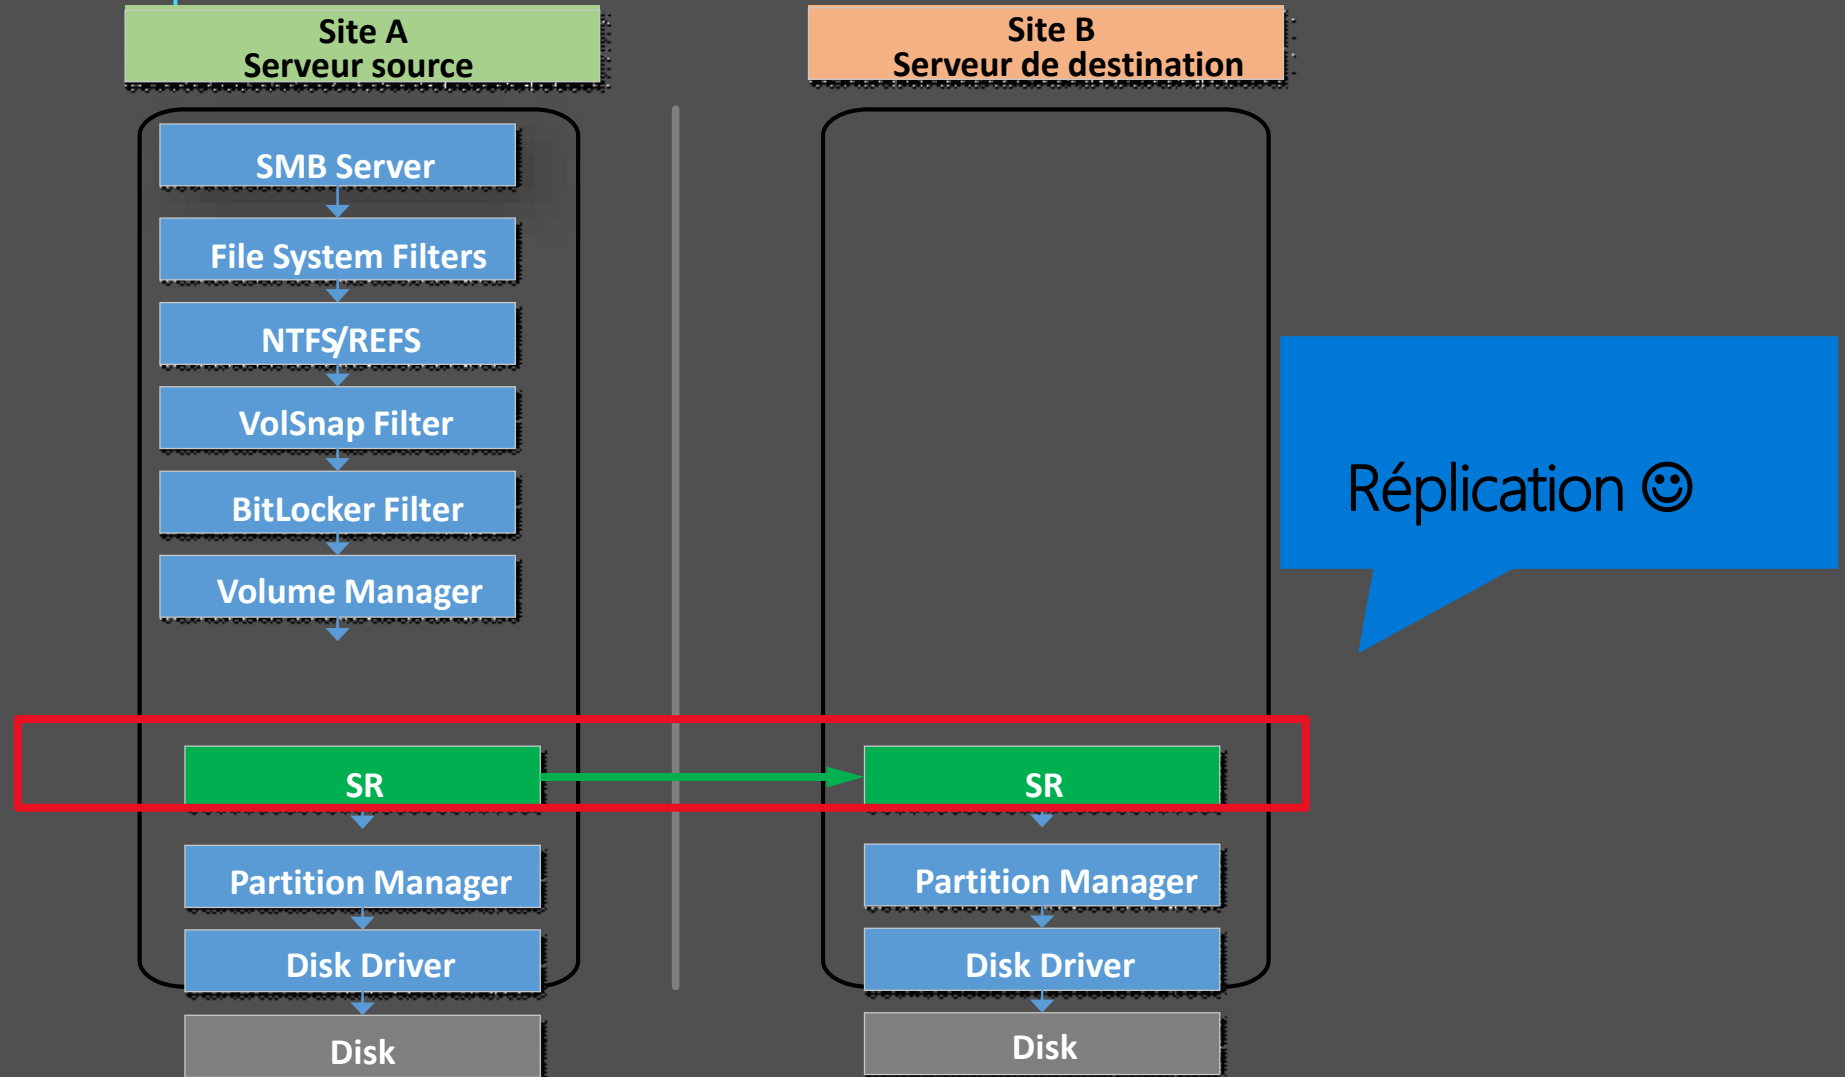 Site A
Serveur source
Site B
Serveur de destination
SMB Server
File System Filters
NTFS/REFS
VolSnap Filter
BitLocker Filter
Volume Manager
Réplication ☺
SR
SR
Partition Manager
Partition Manager
Disk Driver
Disk Driver
Disk
Disk